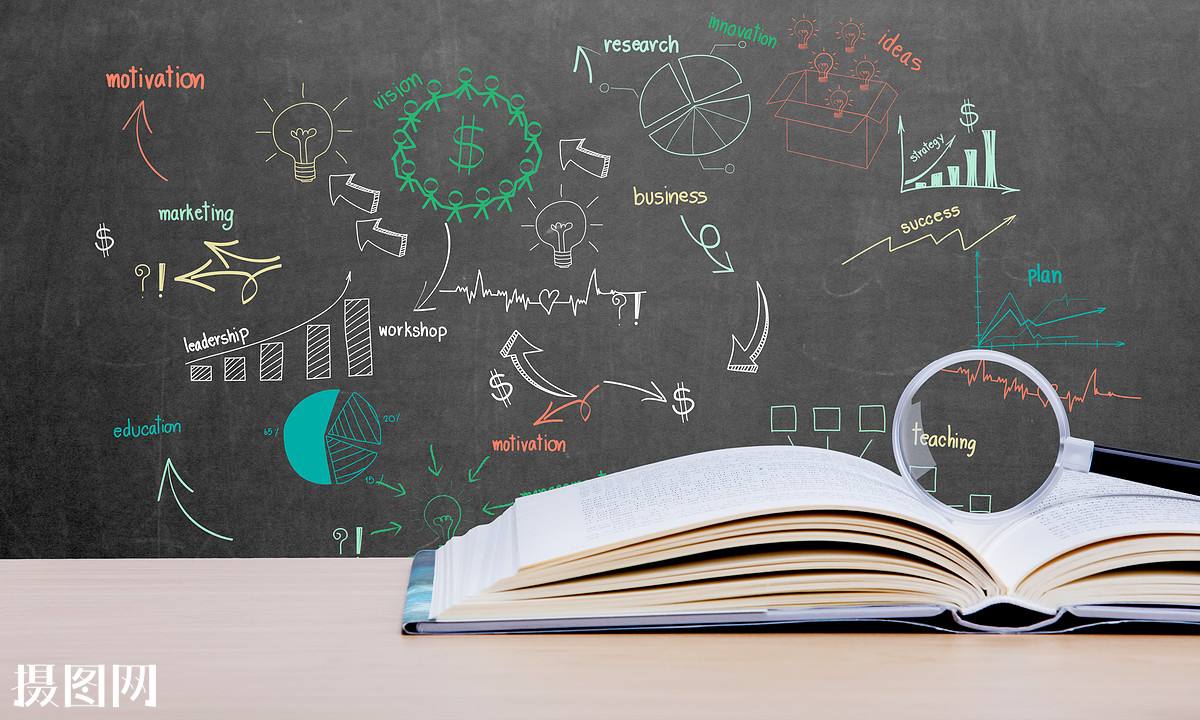 innovation
ideas
research
motivation
vision
$
$
strategy
business
marketing
success
$
? !
plan
? !
leadership
workshop
$
$
education
65%
20%
motivation
teaching
15%
? !
摄图网